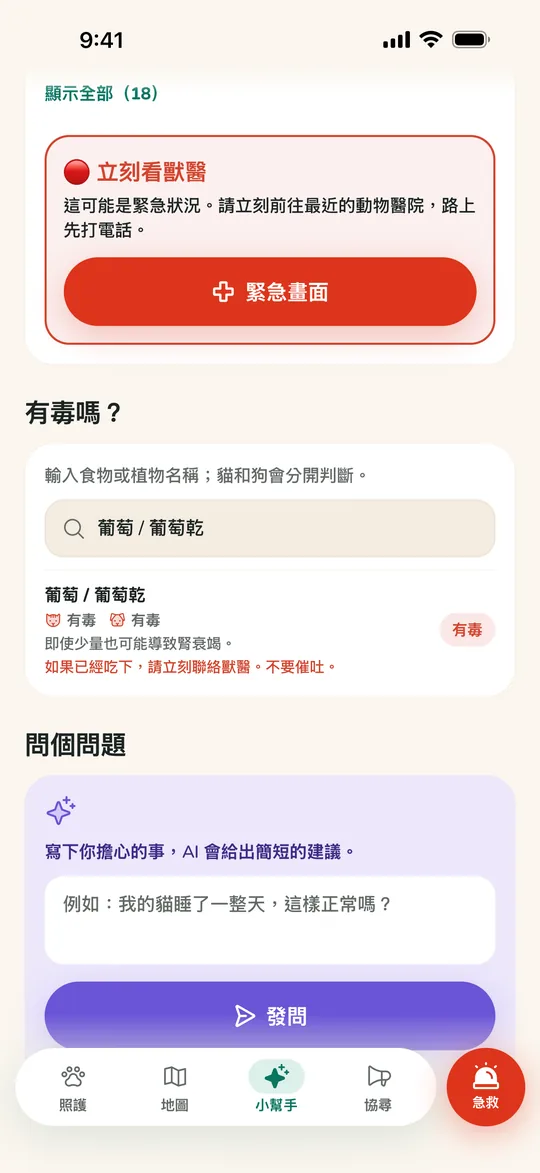 9:41
顯示全部（18）
立刻看獸醫
這可能是緊急狀況。請立刻前往最近的動物醫院，路上
先打電話。
緊急畫面
有毒嗎？
輸入食物或植物名稱；貓和狗會分開判斷。
葡萄 / 葡萄乾
葡萄 / 葡萄乾
有毒 有毒
即使少量也可能導致腎衰竭。
有毒
如果已經吃下，請立刻聯絡獸醫。不要催吐。
問個問題
寫下你擔心的事，AI 會給出簡短的建議。
例如：我的貓睡了一整天，這樣正常嗎？
發問
照護
地圖
小幫手
協尋
急救